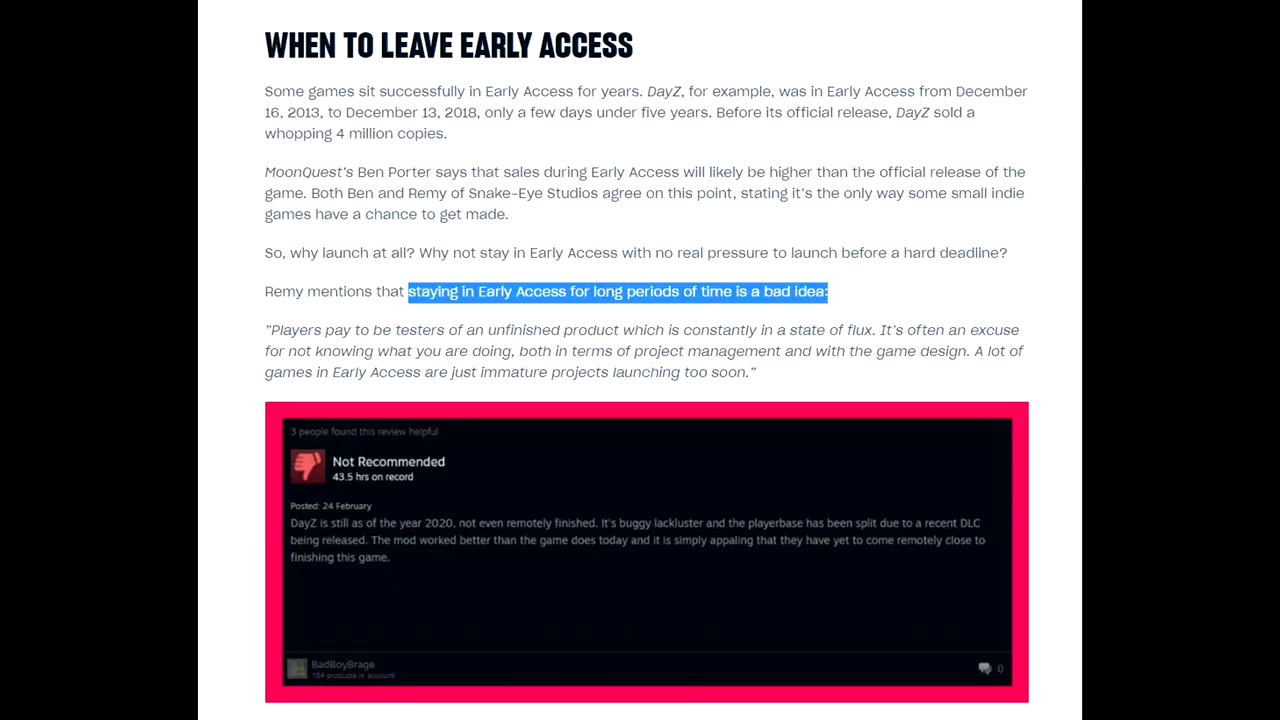 WHEN TO LEAVE EARLY ACCESS
Some games sit successfully in Early Access for years. DayZ, for example, was in Early Access from December
16, 2013, to December 13, 2018, only a few days under five years. Before its official release, DayZ sold a
whopping 4 million copies.
MoonQuest's Ben Porter says that sales during Early Access will likely be higher than the official release of the
game. Both Ben and Remy of Snake-Eye Studios agree on this point, stating it's the only way some small indie
games have a chance to get made.
So, why launch at all? Why not stay in Early Access with no real pressure to launch before a hard deadline?
Remy mentions that staying in Early Access for long periods of time is a bad idea:
"Players pay to be testers of an unfinished product which is constantly in a state of flux. It's often an excuse
for not knowing what you are doing, both in terms of project management and with the game design. A lot of
games in Early Access are just immature projects launching too soon."
3 people found this review helpful
Not Recommended
43.5 hrs on record
Posted: 24 February
DayZ is still as of the year 2020, not even remotely finished. It's buggy lackluster and the playerbase has been split due to a recent DLC
being released. The mod worked better than the game does today and it is simply appaling that they have yet to come remotely close to
finishing this game.
BadBoyBrage
184 products in account
0